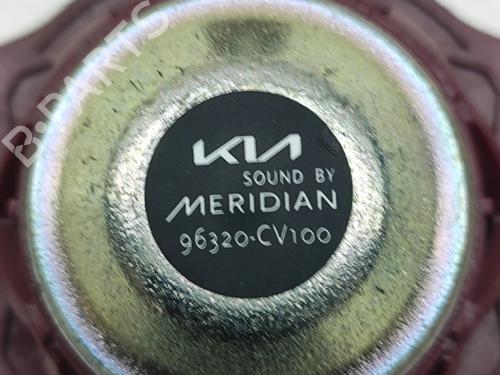 B-PARTS
KIA
SOUND BY
MERIDIAN
96320-CV100